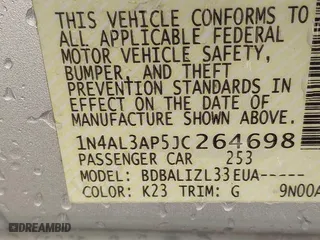 THIS VEHICLE CONFORMS TO
ALL APPLICABLE FEDERAL
MOTOR VEHICLE SAFETY,
BUMPER, AND THEFT
PREVENTION STANDARDS
IN EFFECT ON THE DATE OF
MANUFACTURE SHOWN ABOVE.
1N4AL3AP5JC264698
PASSENGER CAR 253
MODEL: BDBALIZL33EUA-----
COLOR: K23 TRIM: G 9N00A
DREAMBID